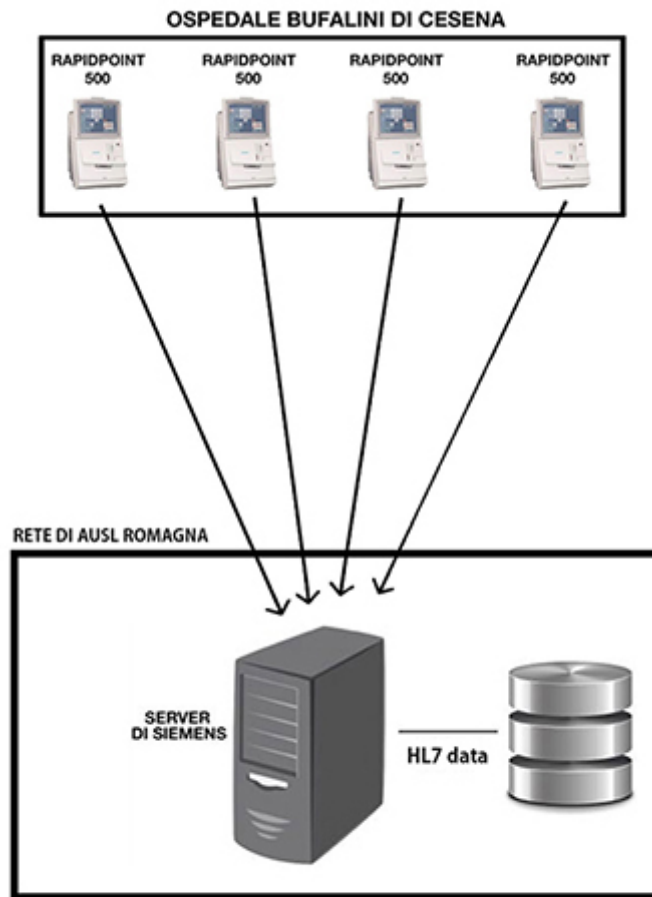 OSPEDALE BUFALINI DI CESENA
RAPIDPOINT
500
RAPIDPOINT
500
RAPIDPOINT
500
RAPIDPOINT
500
RETE DI AUSL ROMAGNA
SERVER
DI SIEMENS
HL7 data